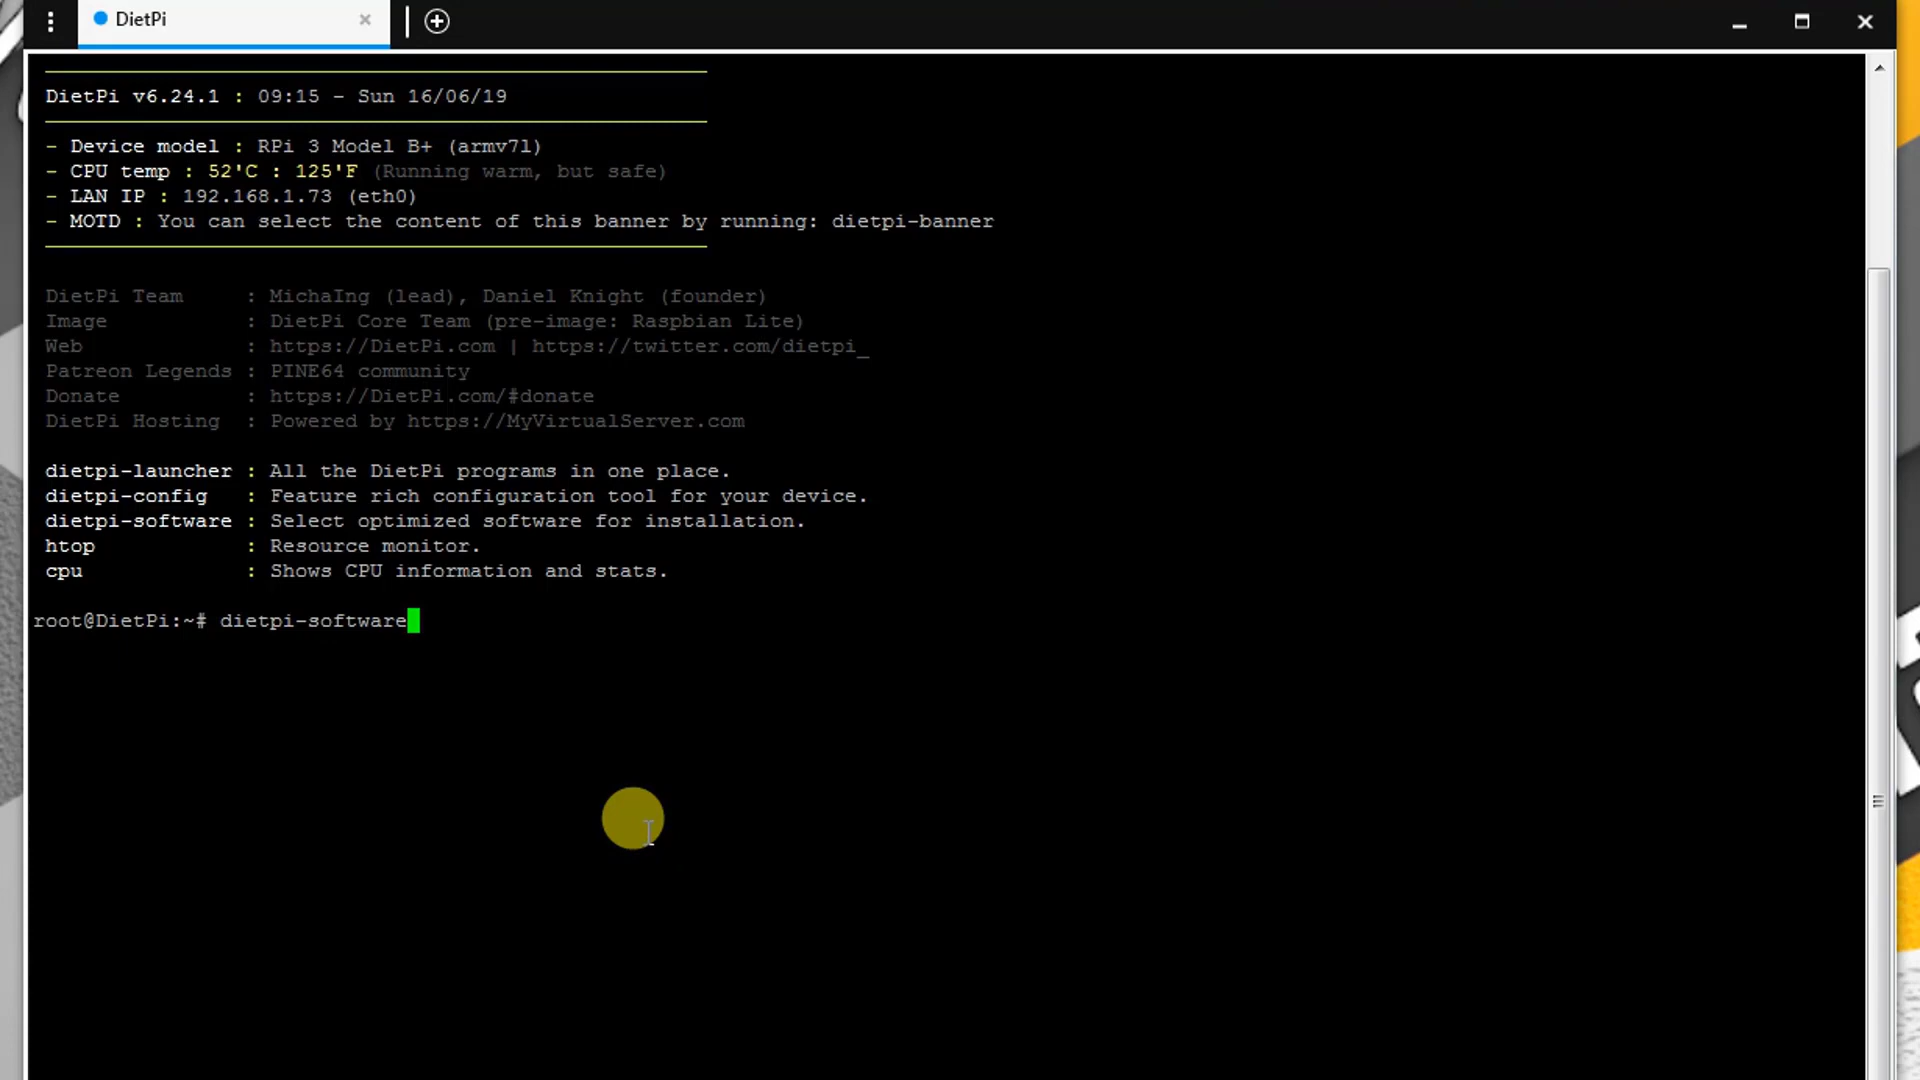 DietPi
DietPi v6.24.1 : 09:15 - Sun 16/06/19
- Device model : RPi 3 Model B+ (armv7l)
- CPU temp : 52'C : 125'F (Running warm, but safe)
- LAN IP : 192.168.1.73 (eth0)
- MOTD : You can select the content of this banner by running: dietpi-banner
DietPi Team : MichaIng (lead), Daniel Knight (founder)
Image : DietPi Core Team (pre-image: Raspbian Lite)
Web : https://DietPi.com | https://twitter.com/dietpi_
Patreon Legends : PINE64 community
Donate : https://DietPi.com/#donate
DietPi Hosting : Powered by https://MyVirtualServer.com
dietpi-launcher : All the DietPi programs in one place.
dietpi-config : Feature rich configuration tool for your device.
dietpi-software : Select optimized software for installation.
htop : Resource monitor.
cpu : Shows CPU information and stats.
root@DietPi:~# dietpi-software